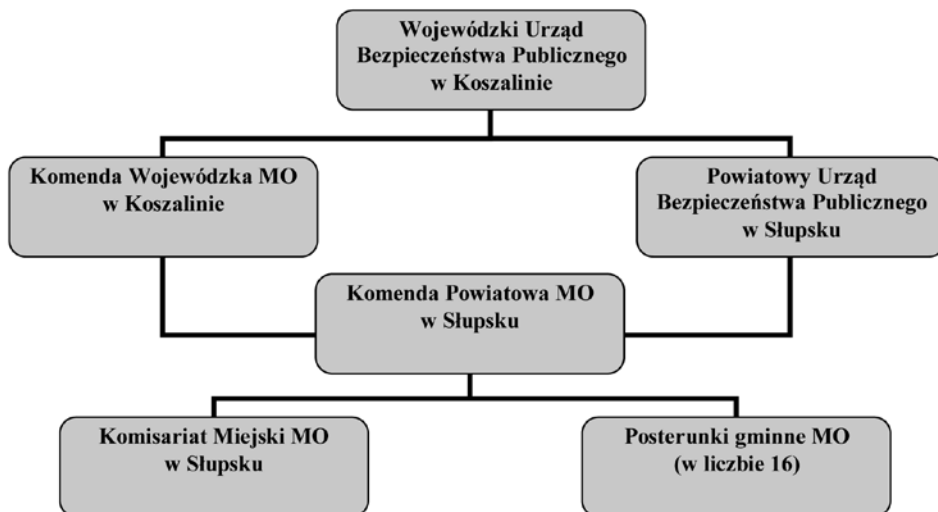 Wojewódzki Urząd
Bezpieczeństwa Publicznego
w Koszalinie
Komenda Wojewódzka MO
w Koszalinie
Powiatowy Urząd
Bezpieczeństwa Publicznego
w Słupsku
Komenda Powiatowa MO
w Słupsku
Komisariat Miejski MO
w Słupsku
Posterunki gminne MO
(w liczbie 16)